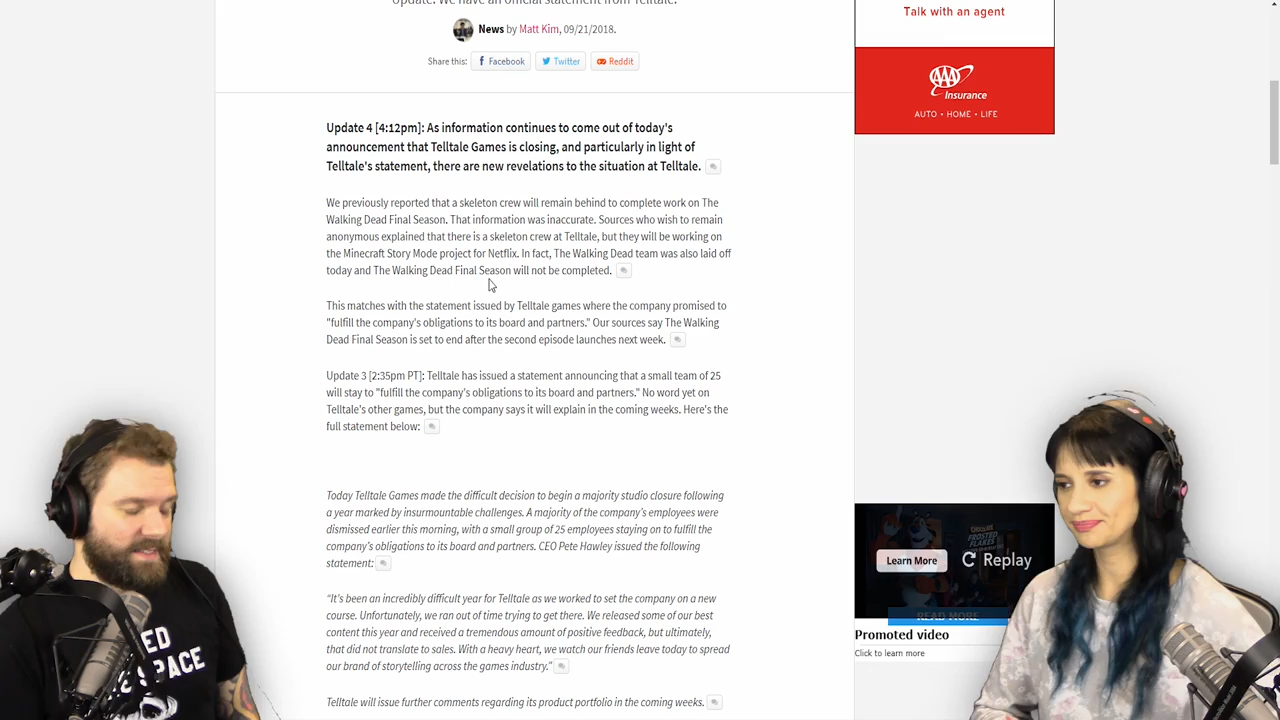 Update: We have an official statement from Telltale.
News by Matt Kim, 09/21/2018.
Share this: Facebook Twitter Reddit
Talk with an agent
AAA
Insurance
AUTO • HOME • LIFE
Update 4 [4:12pm]: As information continues to come out of today's
announcement that Telltale Games is closing, and particularly in light of
Telltale's statement, there are new revelations to the situation at Telltale.
We previously reported that a skeleton crew will remain behind to complete work on The
Walking Dead Final Season. That information was inaccurate. Sources who wish to remain
anonymous explained that there is a skeleton crew at Telltale, but they will be working on
the Minecraft Story Mode project for Netflix. In fact, The Walking Dead team was also laid off
today and The Walking Dead Final Season will not be completed.
This matches with the statement issued by Telltale games where the company promised to
"fulfill the company's obligations to its board and partners." Our sources say The Walking
Dead Final Season is set to end after the second episode launches next week.
Update 3 [2:35pm PT]: Telltale has issued a statement announcing that a small team of 25
will stay to "fulfill the company's obligations to its board and partners." No word yet on
Telltale's other games, but the company says it will explain in the coming weeks. Here's the
full statement below:
Today Telltale Games made the difficult decision to begin a majority studio closure following
a year marked by insurmountable challenges. A majority of the company's employees were
dismissed earlier this morning, with a small group of 25 employees staying on to fulfill the
company's obligations to its board and partners. CEO Pete Hawley issued the following
statement:
“It's been an incredibly difficult year for Telltale as we worked to set the company on a new
course. Unfortunately, we ran out of time trying to get there. We released some of our best
content this year and received a tremendous amount of positive feedback, but ultimately,
that did not translate to sales. With a heavy heart, we watch our friends leave today to spread
our brand of storytelling across the games industry.”
Telltale will issue further comments regarding its product portfolio in the coming weeks.
FROSTED
FLAKES
Learn More Replay
READ MORE
Promoted video
Click to learn more